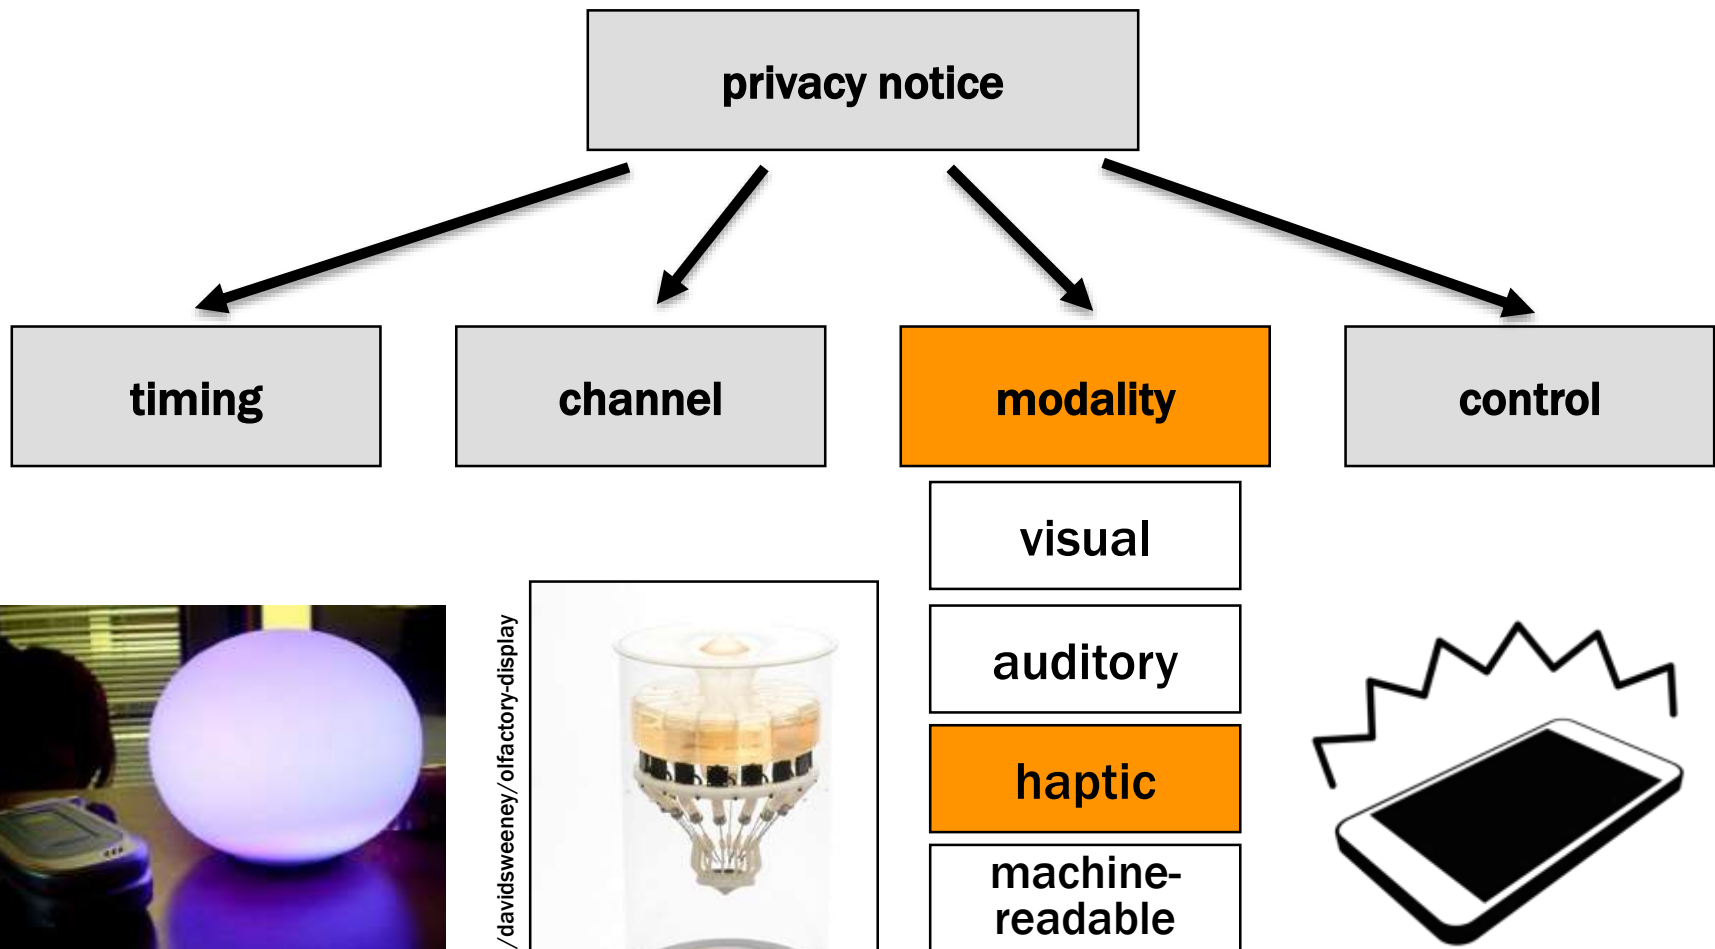 privacy notice
timing
channel
modality
control
visual
auditory
haptic
machine-
readable
/davidsweeney/olfactory-display